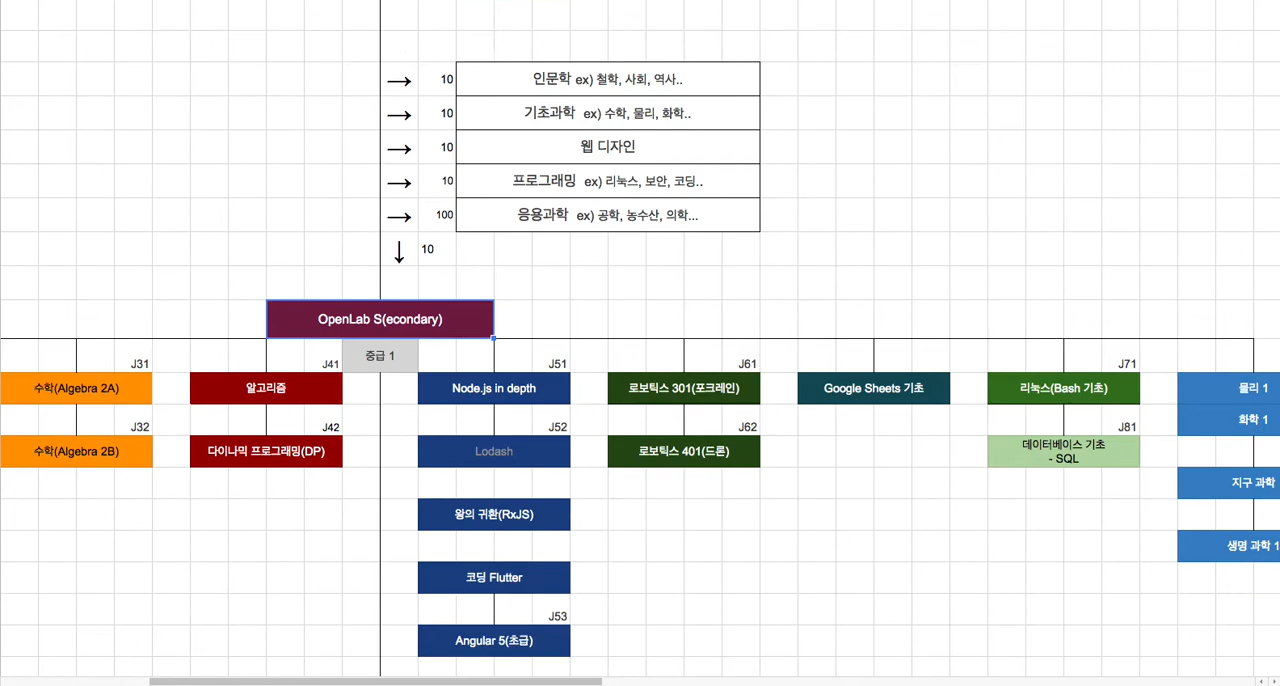 10 인문학 ex) 철학, 사회, 역사..
10 기초과학 ex) 수학, 물리, 화학..
10 웹 디자인
10 프로그래밍 ex) 리눅스, 보안, 코딩..
100 응용과학 ex) 공학, 농수산, 의학...
10
OpenLab S(econdary)
중급 1
J31 J41 J51 J61 J71
수학(Algebra 2A) 알고리즘 Node.js in depth 로보틱스 301(포크레인) Google Sheets 기초 리눅스(Bash 기초) 물리 1
화학 1
J32 J42 J52 J62 J81
수학(Algebra 2B) 다이나믹 프로그래밍(DP) Lodash 로보틱스 401(드론) 데이터베이스 기초
- SQL
지구 과학
왕의 귀환(RxJS)
생명 과학 1
코딩 Flutter
J53
Angular 5(초급)